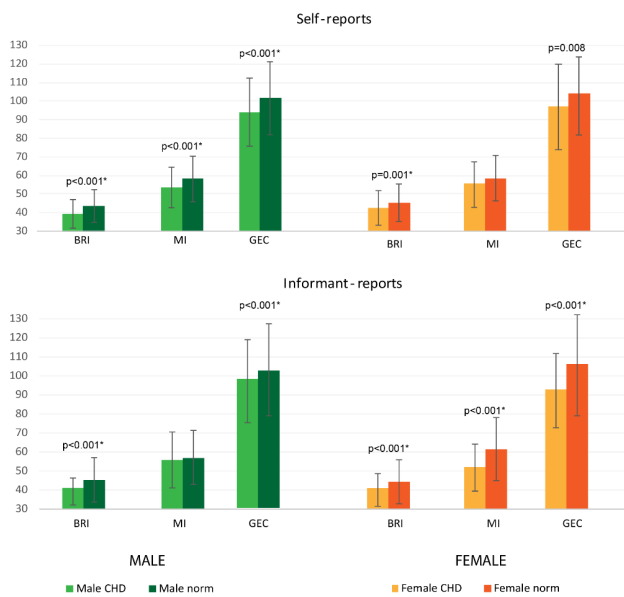 Self-reports
130
120
110
100
90
80
70
60
50
40
30
p<0.001*
p<0.001*
p<0.001*
p=0.001*
p=0.008
BRI MI GEC BRI MI GEC
Informant-reports
130
120
110
100
90
80
70
60
50
40
30
p<0.001*
p<0.001*
p<0.001*
p<0.001*
p<0.001*
BRI MI GEC BRI MI GEC
MALE FEMALE
Male CHD Male norm Female CHD Female norm